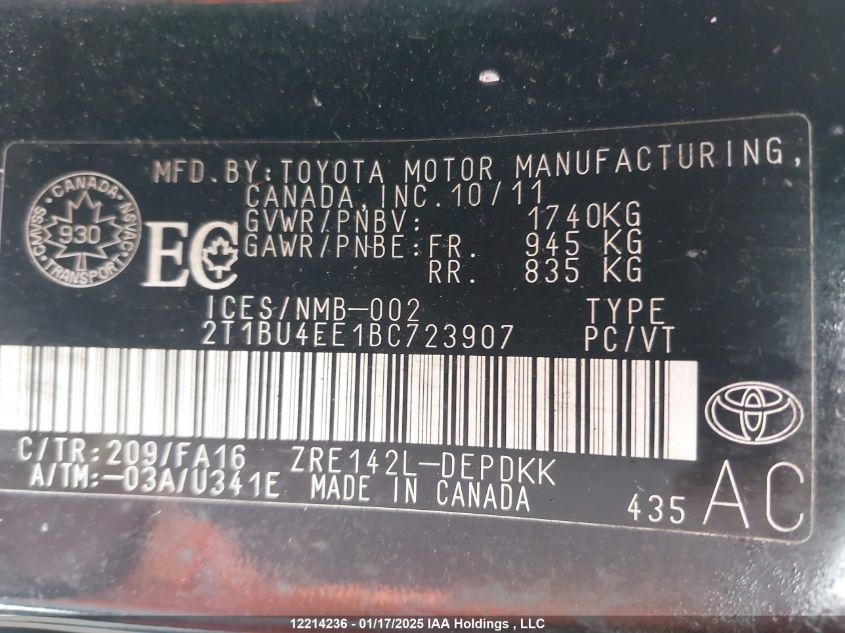 MFD.BY:TOYOTA MOTOR MANUFACTURING,
CANADA,INC.10/11
GVWR/PNBV: 1740KG
GAWR/PNBE:FR. 945 KG
RR. 835 KG
CANADA
CMVSS 930 NSVAC
TRANSPORT
EC
ICES/NMB-002 TYPE
2T1BU4EE1BC723907 PC/VT
C/TR:209/FA16 ZRE142L-DEPDKK
A/TM:-03A/U341E MADE IN CANADA
435 AC
12214236 - 01/17/2025 IAA Holdings , LLC